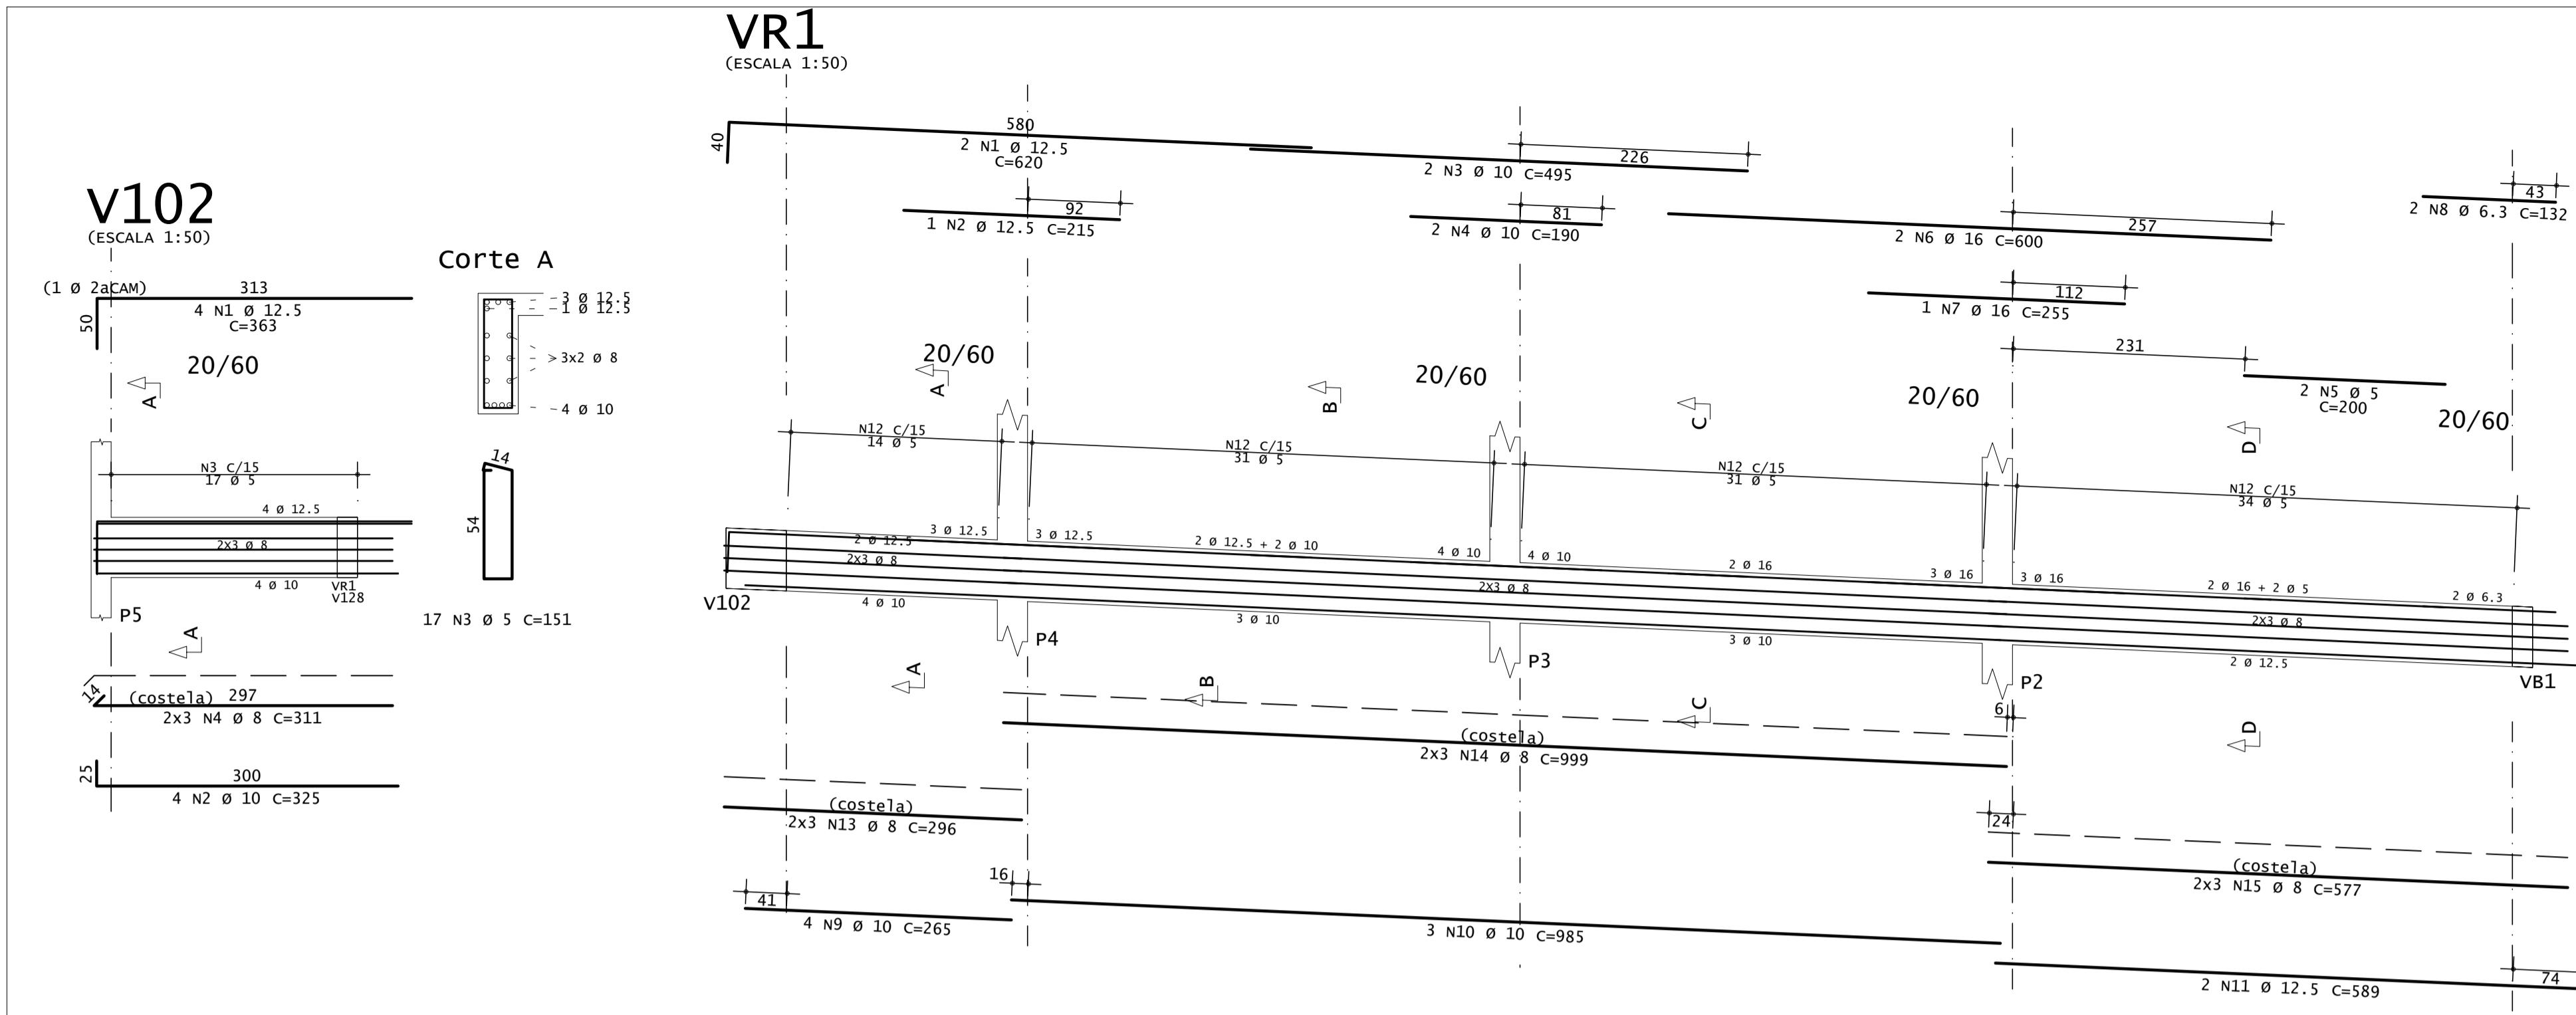 V102
(ESCALA 1:50)
(1 Ø 2aCAM)
313
4 N1 Ø 12.5
C=363
50
20/60
A
N3 C/15
17 Ø 5
4 Ø 12.5
2x3 Ø 8
4 Ø 10
VR1
V128
P5
A
14
(costela) 297
2x3 N4 Ø 8 C=311
25
300
4 N2 Ø 10 C=325
Corte A
3 Ø 12.5
1 Ø 12.5
3x2 Ø 8
4 Ø 10
14
54
17 N3 Ø 5 C=151
VR1
(ESCALA 1:50)
40
580
2 N1 Ø 12.5
C=620
226
2 N3 Ø 10 C=495
92
1 N2 Ø 12.5 C=215
81
2 N4 Ø 10 C=190
257
2 N6 Ø 16 C=600
43
2 N8 Ø 6.3 C=132
112
1 N7 Ø 16 C=255
231
2 N5 Ø 5
C=200
20/60
20/60
20/60
20/60
A
B
C
D
N12 C/15
14 Ø 5
N12 C/15
31 Ø 5
N12 C/15
31 Ø 5
N12 C/15
34 Ø 5
2 Ø 12.5
3 Ø 12.5
3 Ø 12.5
2 Ø 12.5 + 2 Ø 10
4 Ø 10
4 Ø 10
2 Ø 16
3 Ø 16
3 Ø 16
2 Ø 16 + 2 Ø 5
2 Ø 6.3
2x3 Ø 8
2x3 Ø 8
2x3 Ø 8
V102
4 Ø 10
P4
3 Ø 10
P3
3 Ø 10
P2
2 Ø 12.5
VB1
A
B
C
D
6
(costela)
2x3 N14 Ø 8 C=999
(costela)
2x3 N13 Ø 8 C=296
24
(costela)
2x3 N15 Ø 8 C=577
41
4 N9 Ø 10 C=265
16
3 N10 Ø 10 C=985
74
2 N11 Ø 12.5 C=589